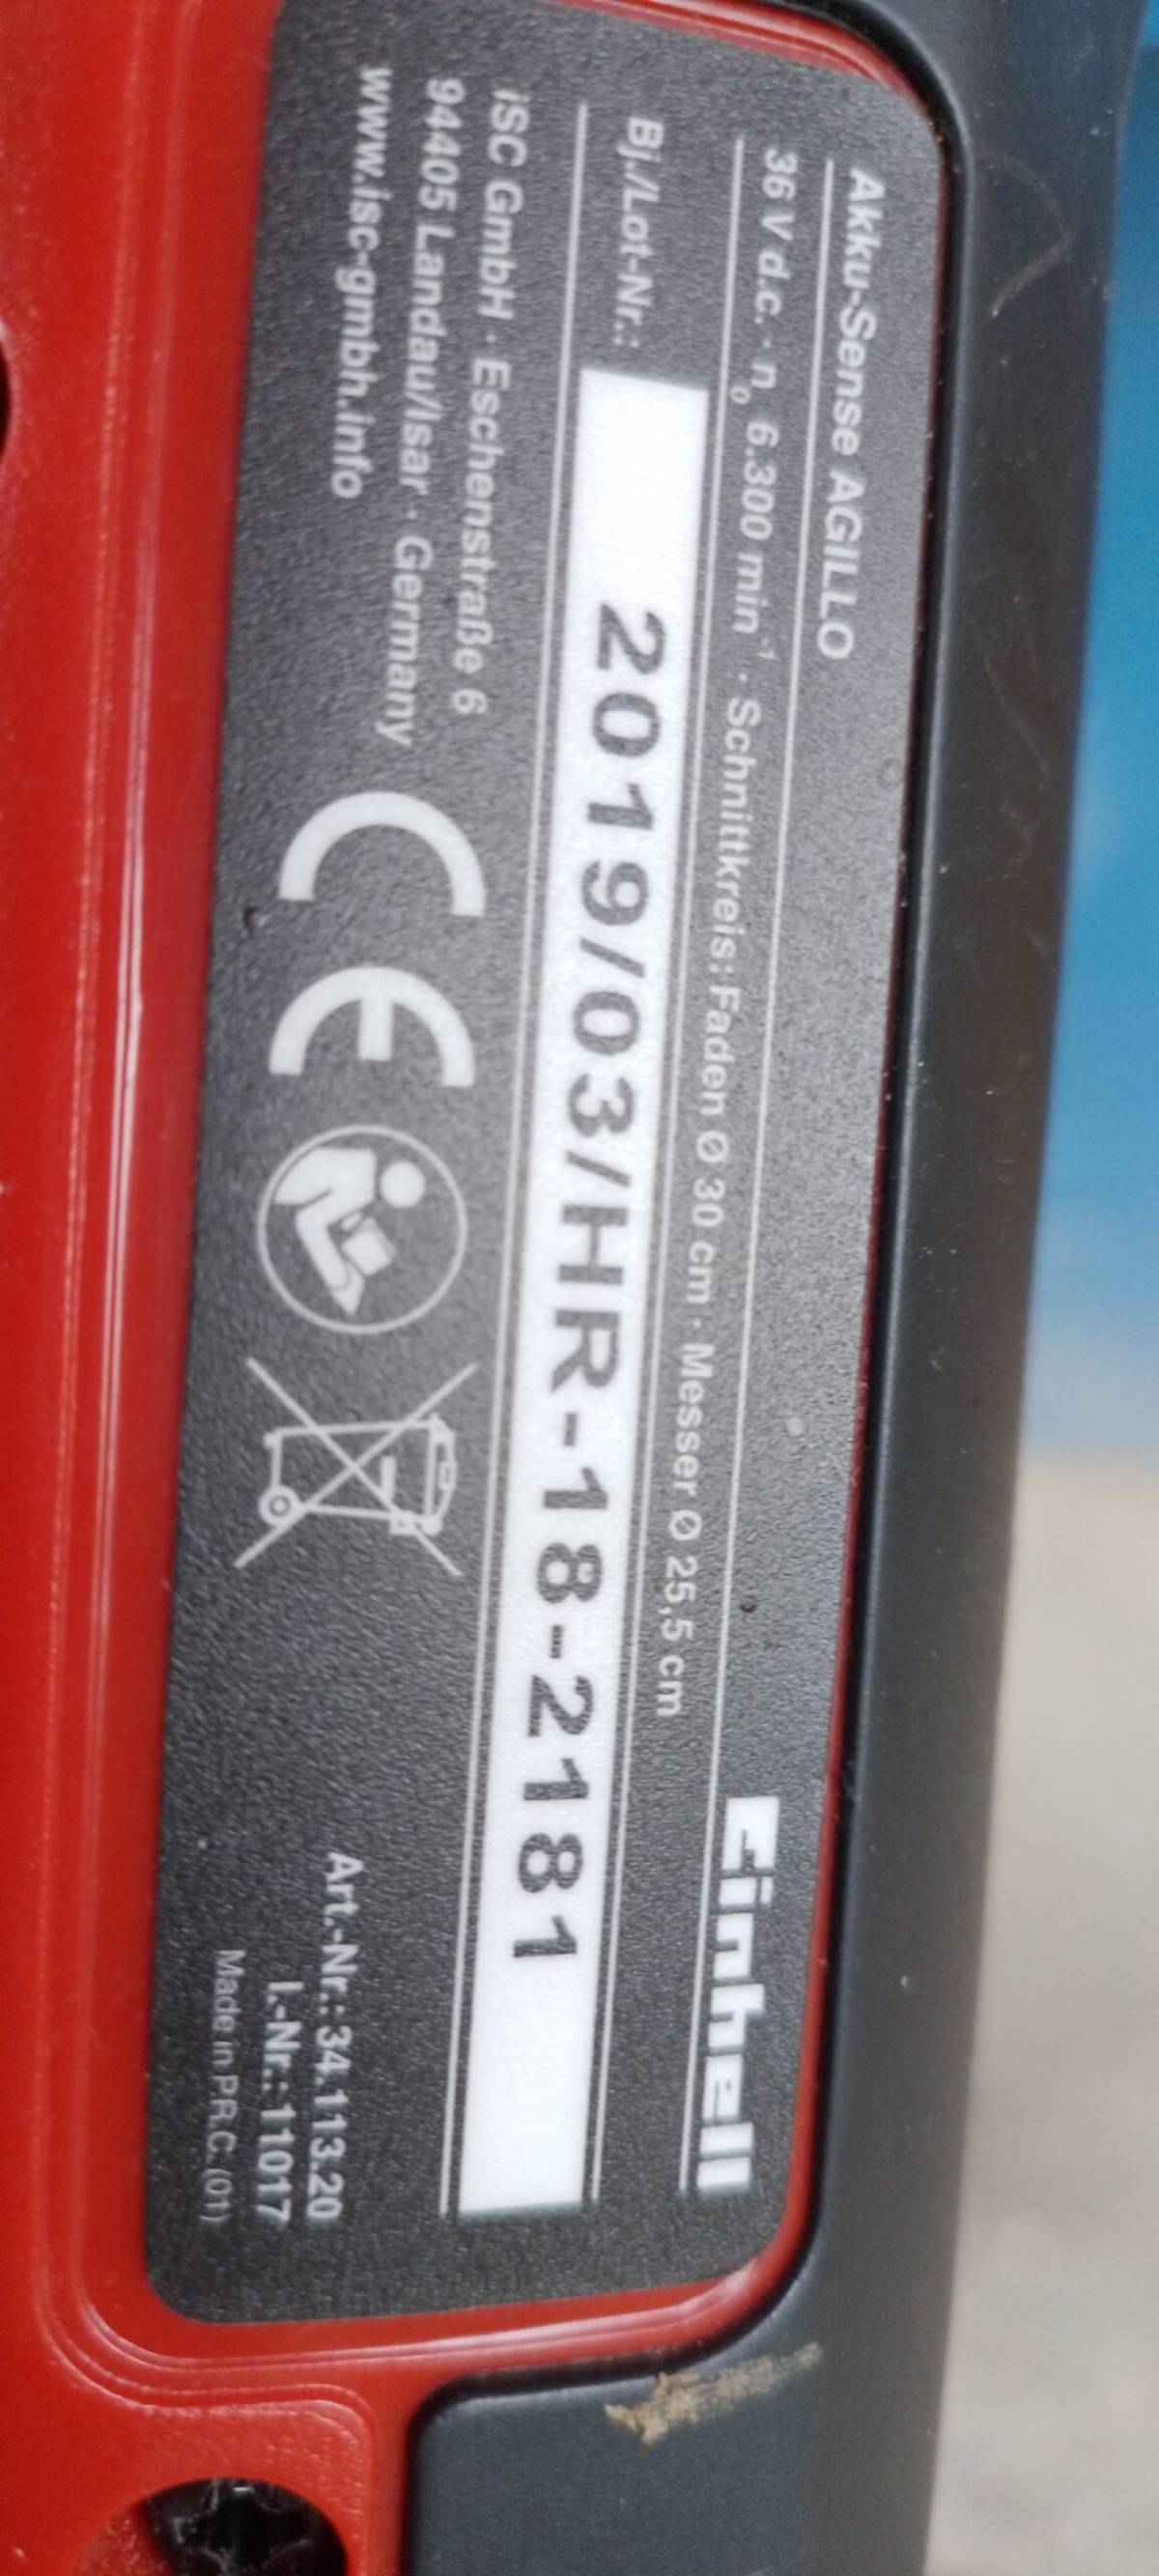 Akku-Sense AGILLO
Einhell
36 V d.c. · n₀ 6.300 min⁻¹ · Schnittkreis: Faden Ø 30 cm · Messer Ø 25,5 cm
Bj./Lot-Nr.: 2019/03/HR-18-2181
iSC GmbH · Eschenstraße 6
94405 Landau/Isar · Germany
www.isc-gmbh.info
CE
Art.-Nr.: 34.113.20
I.-Nr.: 11017
Made in P.R.C. (01)